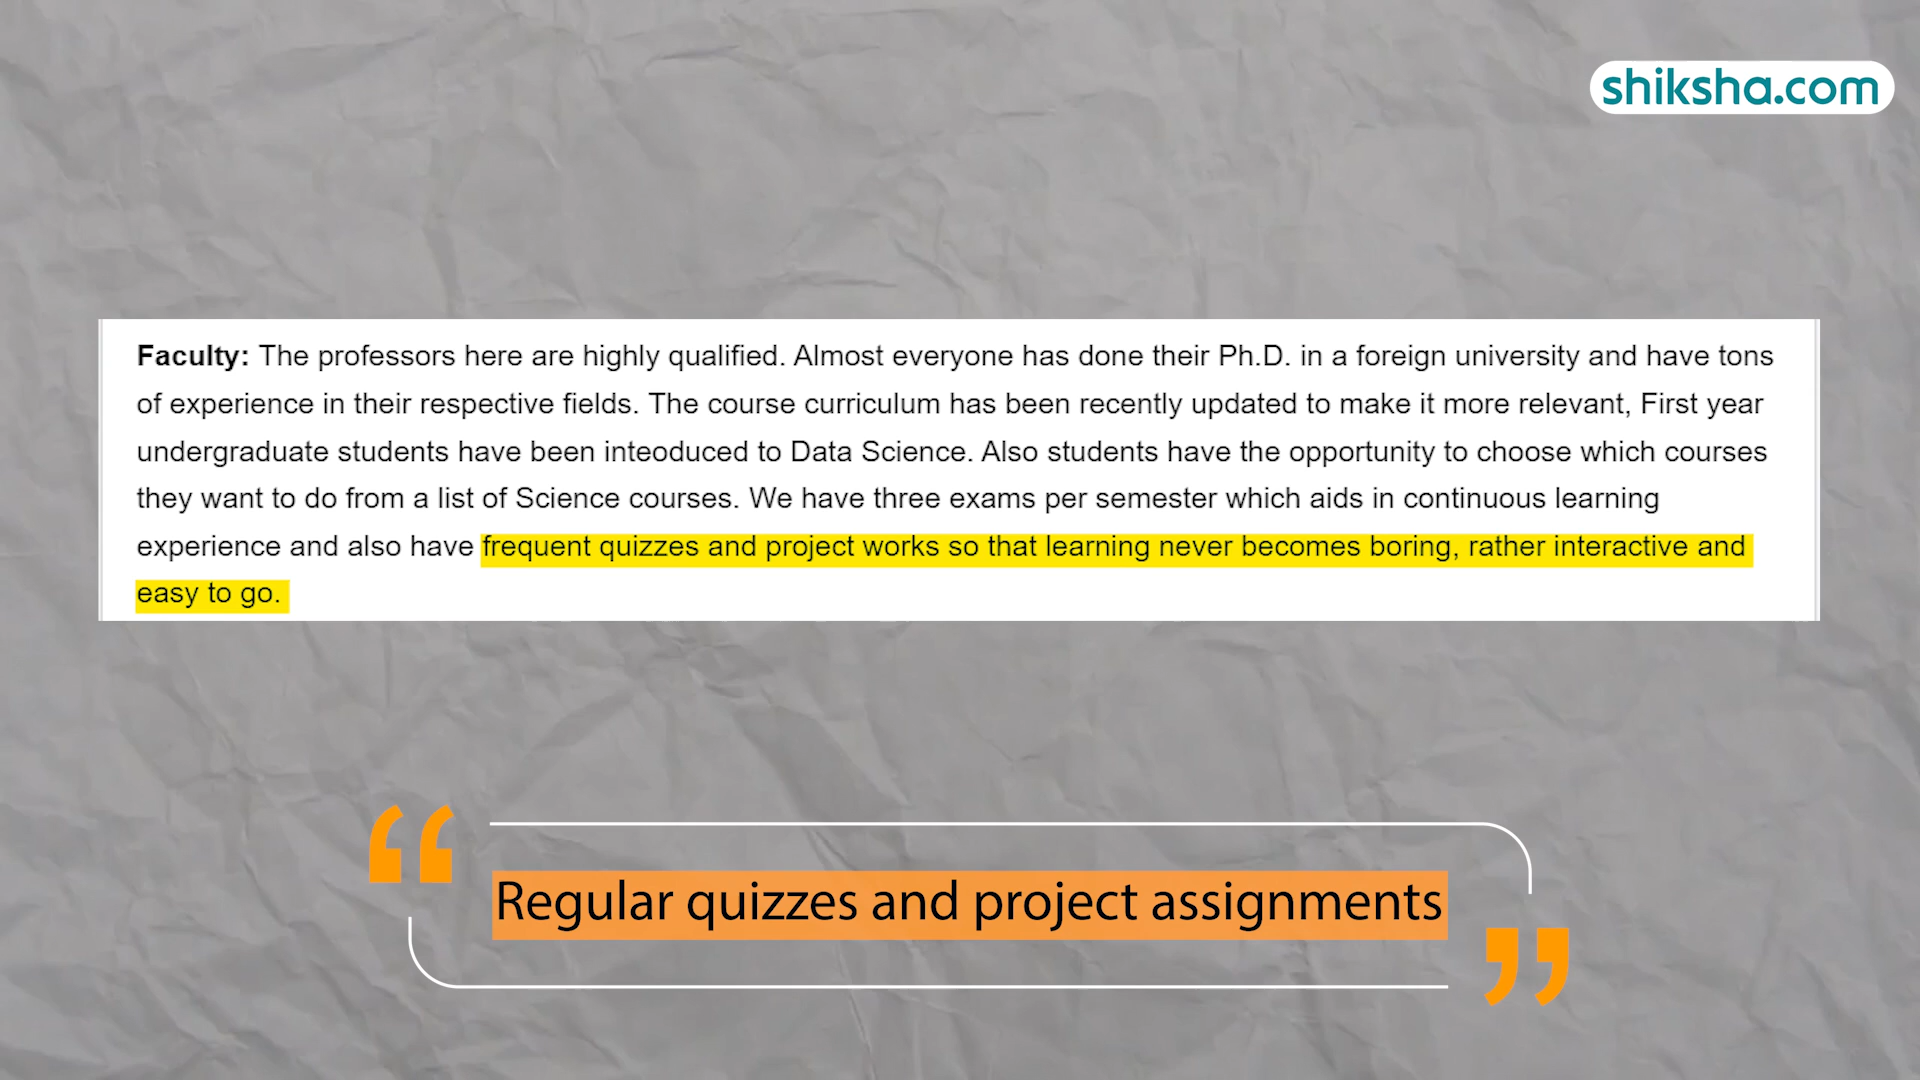 shiksha.com
Faculty: The professors here are highly qualified. Almost everyone has done their Ph.D. in a foreign university and have tons
of experience in their respective fields. The course curriculum has been recently updated to make it more relevant, First year
undergraduate students have been inteoduced to Data Science. Also students have the opportunity to choose which courses
they want to do from a list of Science courses. We have three exams per semester which aids in continuous learning
experience and also have frequent quizzes and project works so that learning never becomes boring, rather interactive and
easy to go.
“Regular quizzes and project assignments”